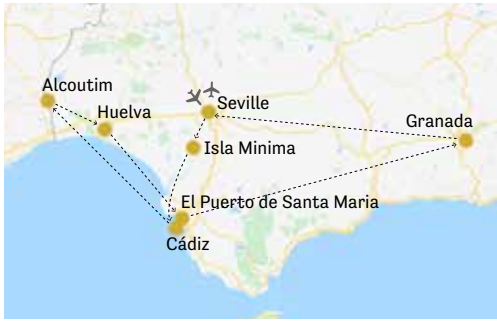 Alcoutim
Huelva
Seville
Granada
Isla Minima
El Puerto de Santa Maria
Cádiz